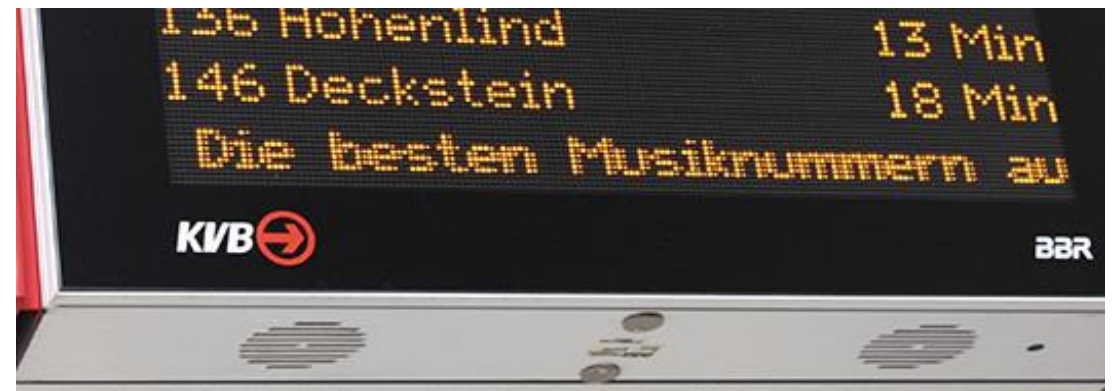 136 Hohenlind 13 Min
146 Deckstein 18 Min
Die besten Musiknummern au
KVB
BBR